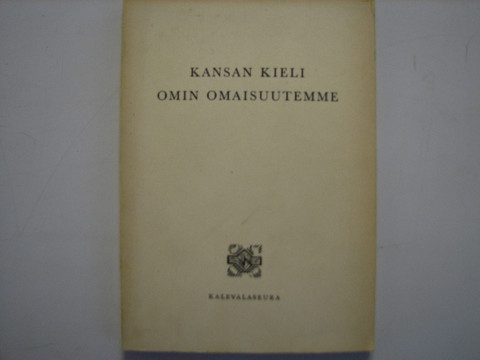 KANSAN KIELI
OMIN OMAISUUTEMME
KALEVALASEURA